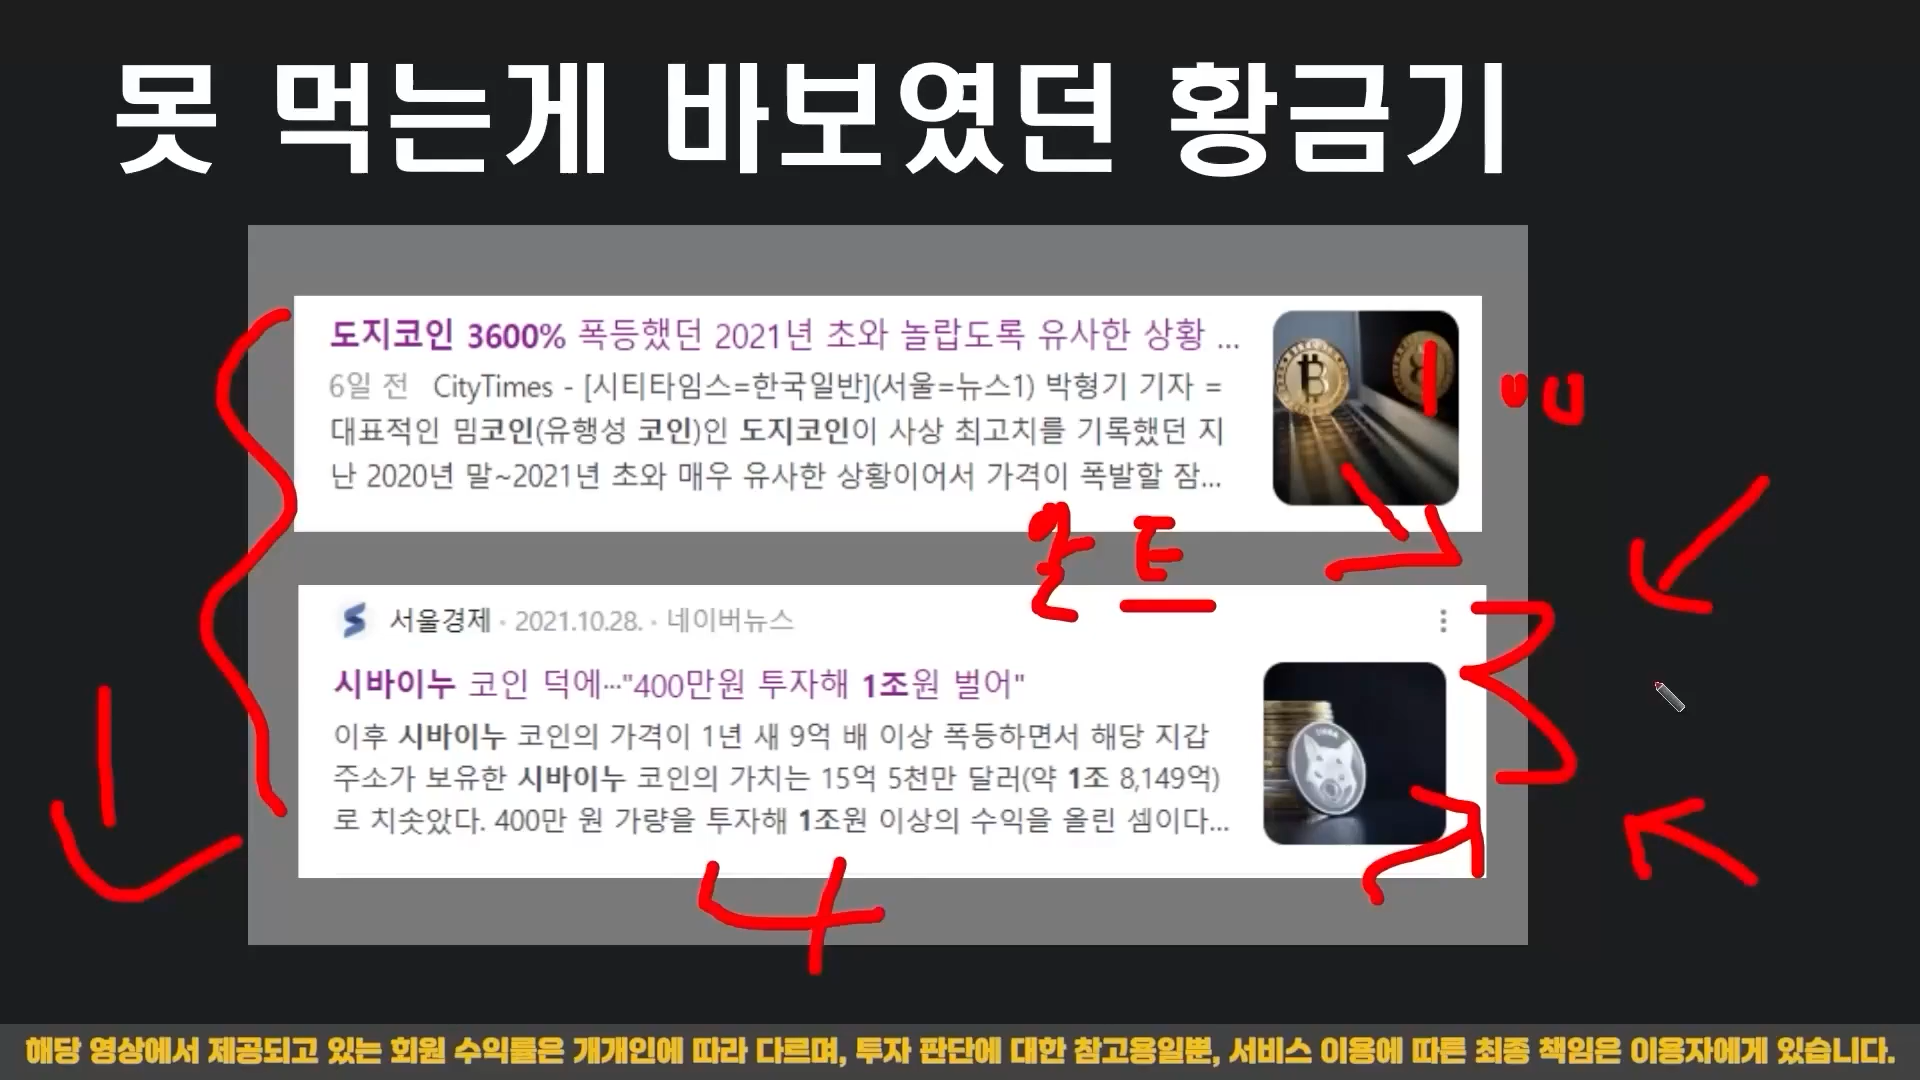 못 먹는게 바보였던 황금기
도지코인 3600% 폭등했던 2021년 초와 놀랍도록 유사한 상황 ...
6일 전 CityTimes - [시티타임스=한국일반](서울=뉴스1) 박형기 기자 =
대표적인 밈코인(유행성 코인)인 도지코인이 사상 최고치를 기록했던 지
난 2020년 말~2021년 초와 매우 유사한 상황이어서 가격이 폭발할 잠...
알트
서울경제 · 2021.10.28. · 네이버뉴스
시바이누 코인 덕에…"400만원 투자해 1조원 벌어"
이후 시바이누 코인의 가격이 1년 새 9억 배 이상 폭등하면서 해당 지갑
주소가 보유한 시바이누 코인의 가치는 15억 5천만 달러(약 1조 8,149억)
로 치솟았다. 400만 원 가량을 투자해 1조원 이상의 수익을 올린 셈이다...
4
해당 영상에서 제공되고 있는 회원 수익률은 개개인에 따라 다르며, 투자 판단에 대한 참고용일뿐, 서비스 이용에 따른 최종 책임은 이용자에게 있습니다.